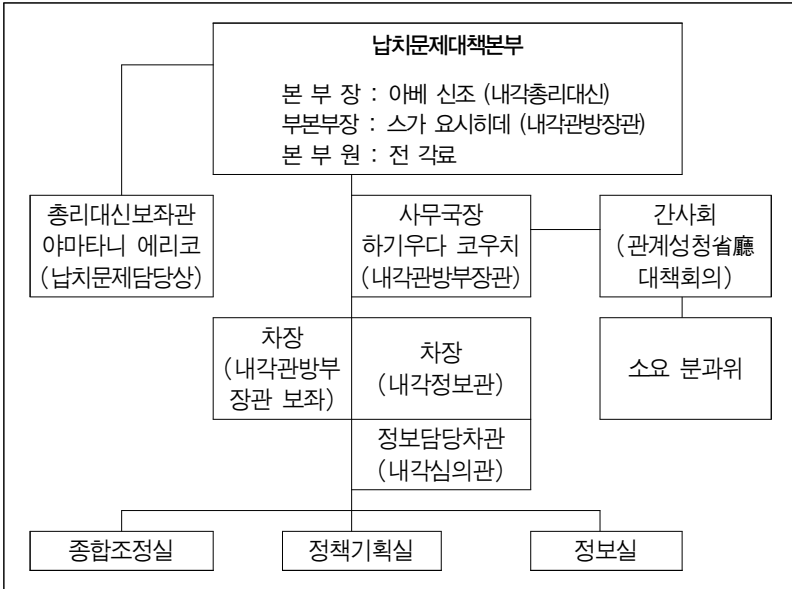 납치문제대책본부
본 부 장 : 아베 신조 (내각총리대신)
부본부장 : 스가 요시히데 (내각관방장관)
본 부 원 : 전 각료
총리대신보좌관
야마타니 에리코
(납치문제담당상)
사무국장
하기우다 코우치
(내각관방부장관)
간사회
(관계성청省廳
대책회의)
차장
(내각관방부
장관 보좌)
차장
(내각정보관)
소요 분과위
정보담당차관
(내각심의관)
종합조정실
정책기획실
정보실